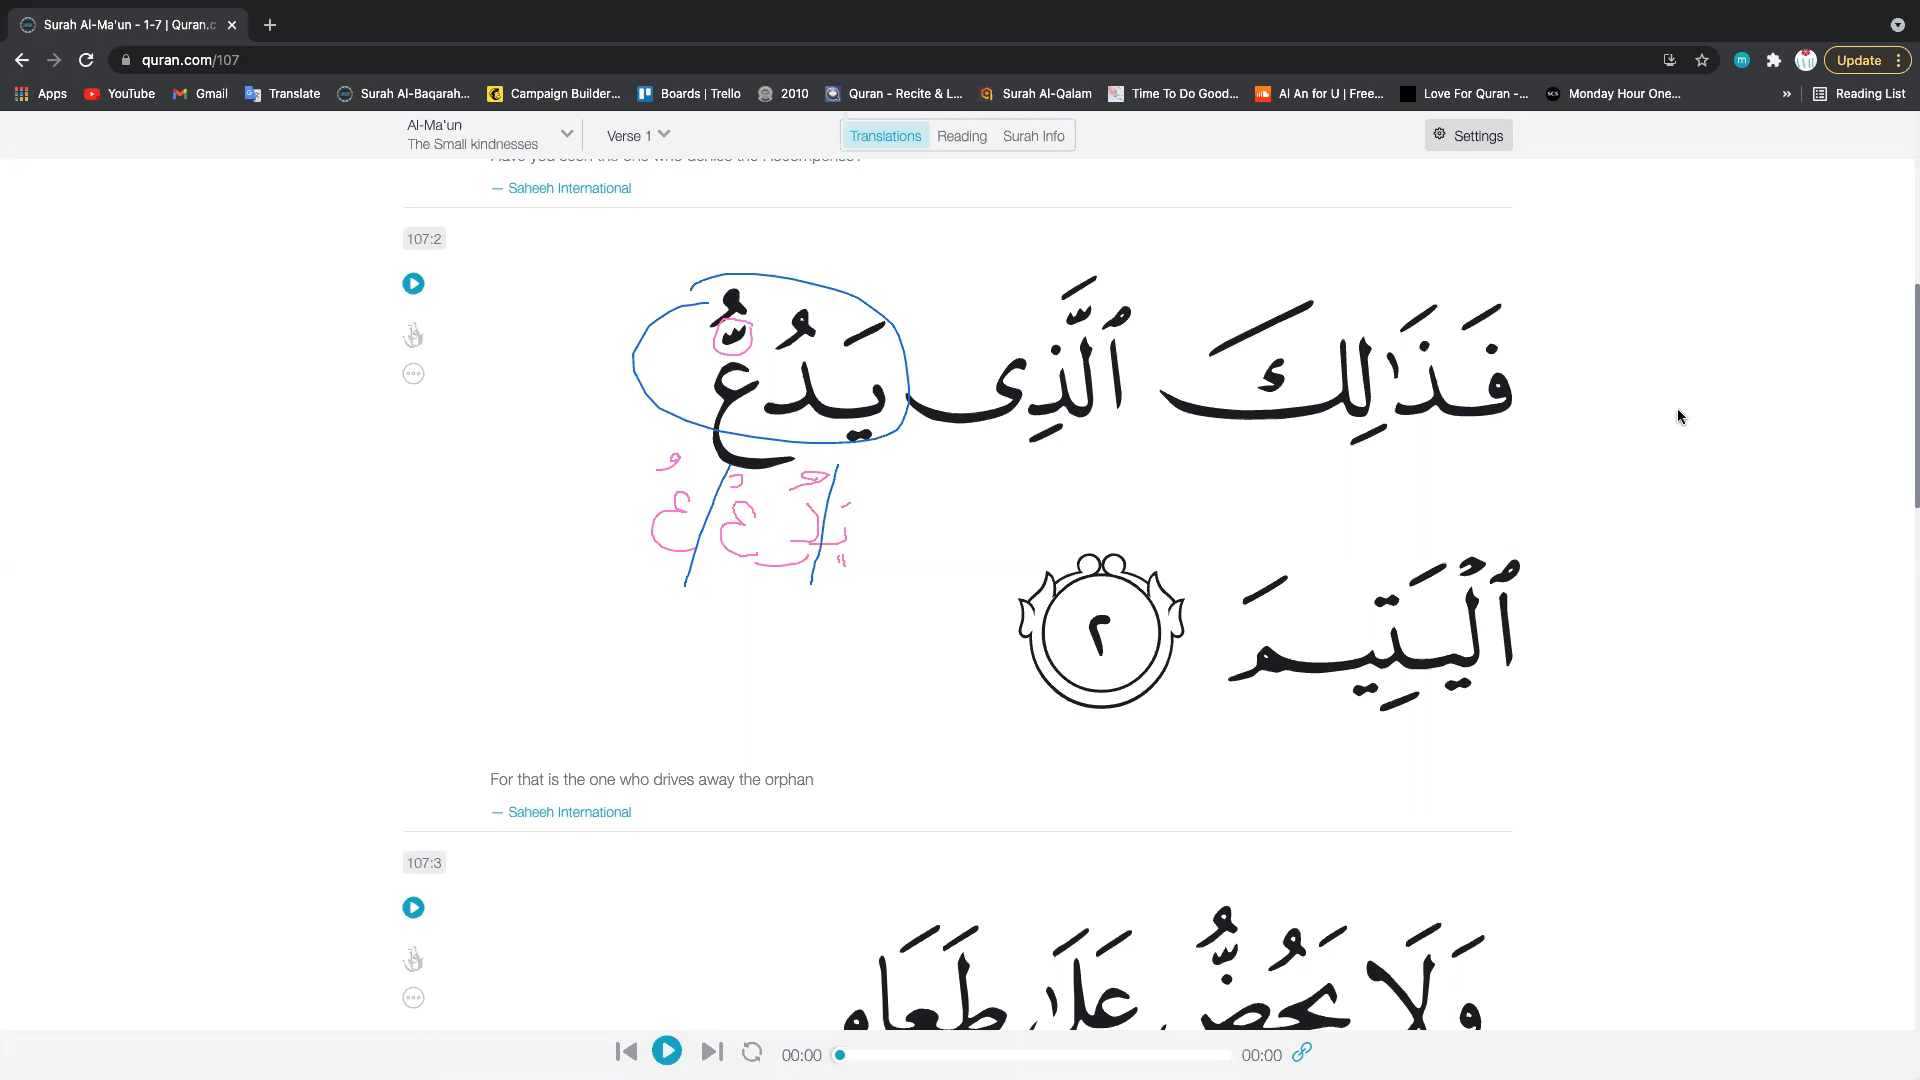 Surah Al-Ma'un - 1-7 | Quran.c
quran.com/107
Update
Apps YouTube Gmail Translate Surah Al-Baqarah... Campaign Builder... Boards | Trello 2010 Quran - Recite & L... Surah Al-Qalam Time To Do Good... Al An for U | Free... Love For Quran -... Monday Hour One... » Reading List
Al-Ma'un
The Small kindnesses
Verse 1
Translations Reading Surah Info
Settings
— Saheeh International
107:2
فَذَٰلِكَ ٱلَّذِى يَدُعُّ
ٱلْيَتِيمَ ٢
For that is the one who drives away the orphan
— Saheeh International
107:3
وَلَا يَحُضُّ عَلَىٰ طَعَامِ
00:00 00:00